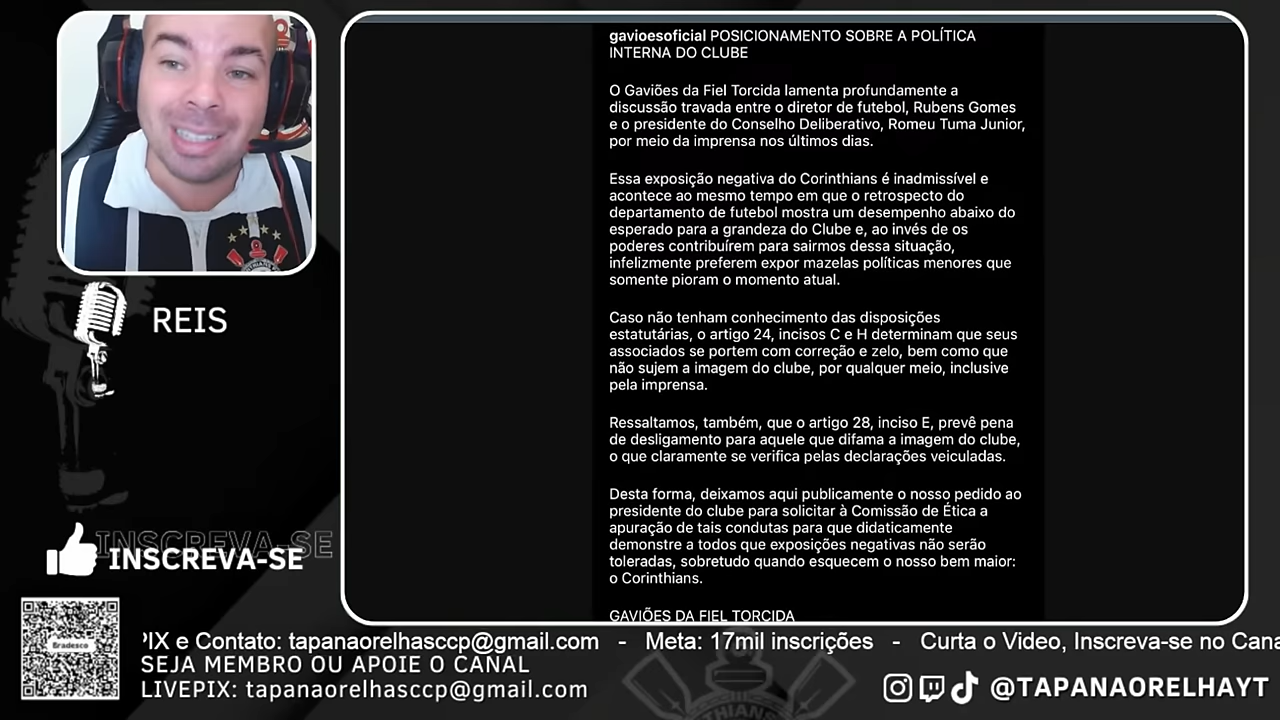 gavioesoficial POSICIONAMENTO SOBRE A POLÍTICA
INTERNA DO CLUBE
O Gaviões da Fiel Torcida lamenta profundamente a
discussão travada entre o diretor de futebol, Rubens Gomes
e o presidente do Conselho Deliberativo, Romeu Tuma Junior,
por meio da imprensa nos últimos dias.
Essa exposição negativa do Corinthians é inadmissível e
acontece ao mesmo tempo em que o retrospecto do
departamento de futebol mostra um desempenho abaixo do
esperado para a grandeza do Clube e, ao invés de os
poderes contribuírem para sairmos dessa situação,
infelizmente preferem expor mazelas políticas menores que
somente pioram o momento atual.
Caso não tenham conhecimento das disposições
estatutárias, o artigo 24, incisos C e H determinam que seus
associados se portem com correção e zelo, bem como que
não sujem a imagem do clube, por qualquer meio, inclusive
pela imprensa.
Ressaltamos, também, que o artigo 28, inciso E, prevê pena
de desligamento para aquele que difama a imagem do clube,
o que claramente se verifica pelas declarações veiculadas.
Desta forma, deixamos aqui publicamente o nosso pedido ao
presidente do clube para solicitar à Comissão de Ética a
apuração de tais condutas para que didaticamente
demonstre a todos que exposições negativas não serão
toleradas, sobretudo quando esquecem o nosso bem maior:
o Corinthians.
GAVIÕES DA FIEL TORCIDA
REIS
INSCREVA-SE
INSCREVA-SE
Bradesco
PIX e Contato: tapanaorelhasccp@gmail.com - Meta: 17mil inscrições - Curta o Video, Inscreva-se no Cana
SEJA MEMBRO OU APOIE O CANAL
LIVEPIX: tapanaorelhasccp@gmail.com
@TAPANAORELHAYT